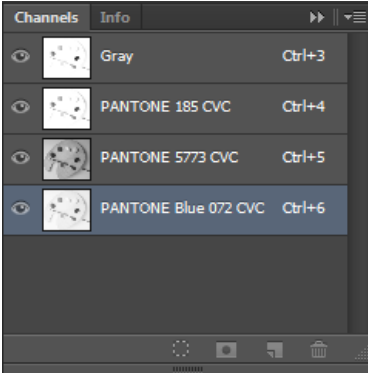 Channels Info
Gray Ctrl+3
PANTONE 185 CVC Ctrl+4
PANTONE 5773 CVC Ctrl+5
PANTONE Blue 072 CVC Ctrl+6